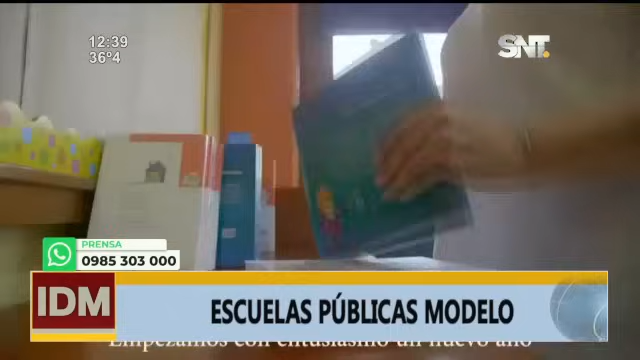 12:39
36°4
SNT.
PRENSA
0985 303 000
IDM
ESCUELAS PÚBLICAS MODELO
Empezamos con entusiasmo un nuevo año